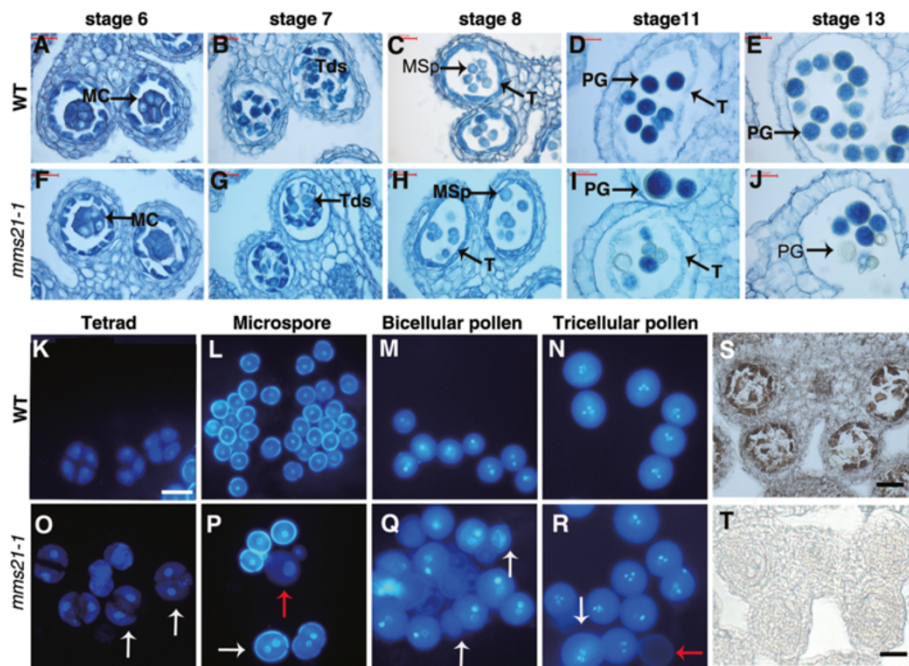 stage 6 stage 7 stage 8 stage11 stage 13
WT
A MC
B Tds
C MSp T
D PG T
E PG
mms21-1
F MC
G Tds
H MSp T
I PG T
J PG
Tetrad Microspore Bicellular pollen Tricellular pollen
WT
K L M N S
mms21-1
O P Q R T